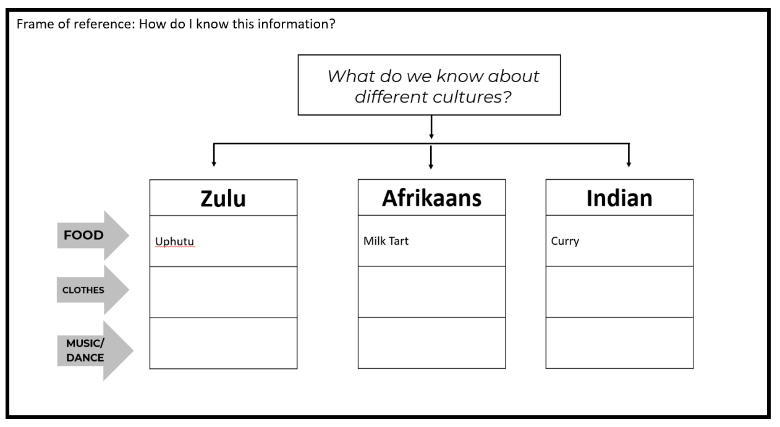 Frame of reference: How do I know this information?
What do we know about
different cultures?
Zulu
Afrikaans
Indian
FOOD
Uphutu
Milk Tart
Curry
CLOTHES
MUSIC/
DANCE